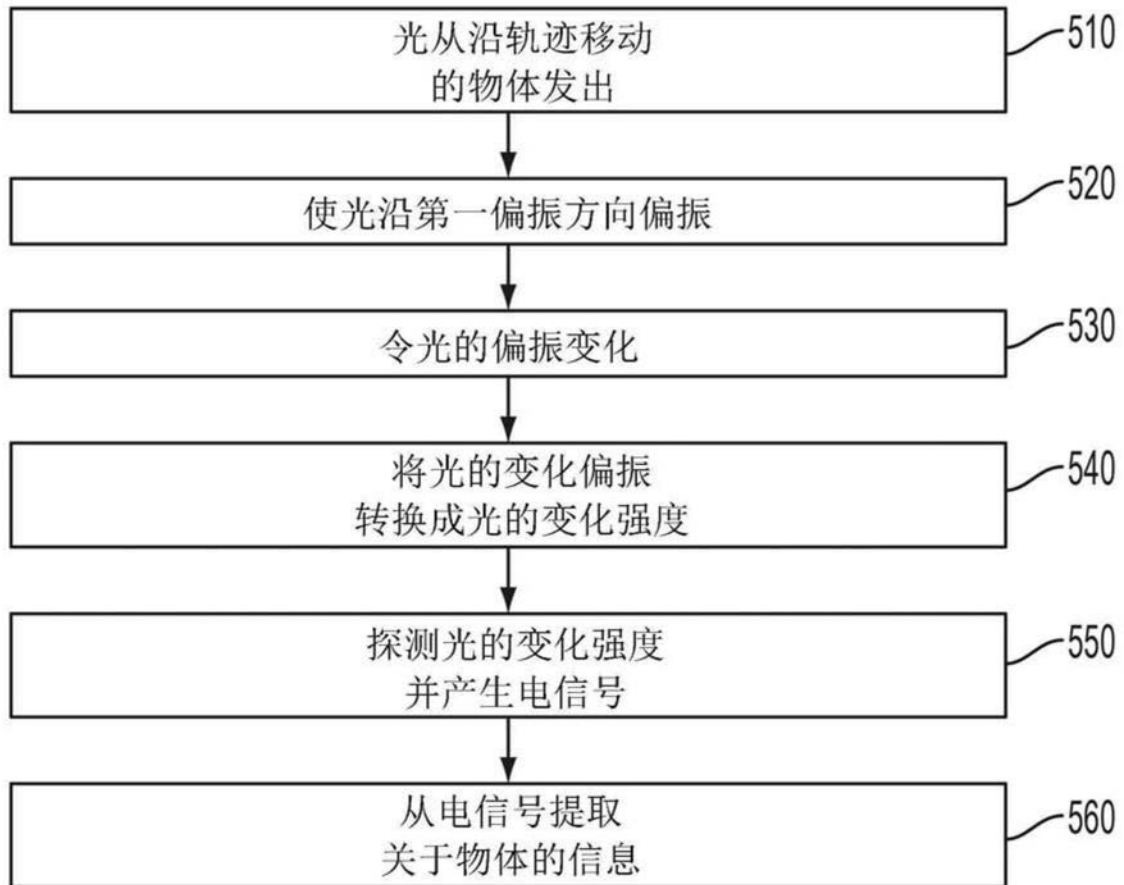 光从沿轨迹移动
的物体发出
510
使光沿第一偏振方向偏振
520
令光的偏振变化
530
将光的变化偏振
转换成光的变化强度
540
探测光的变化强度
并产生电信号
550
从电信号提取
关于物体的信息
560